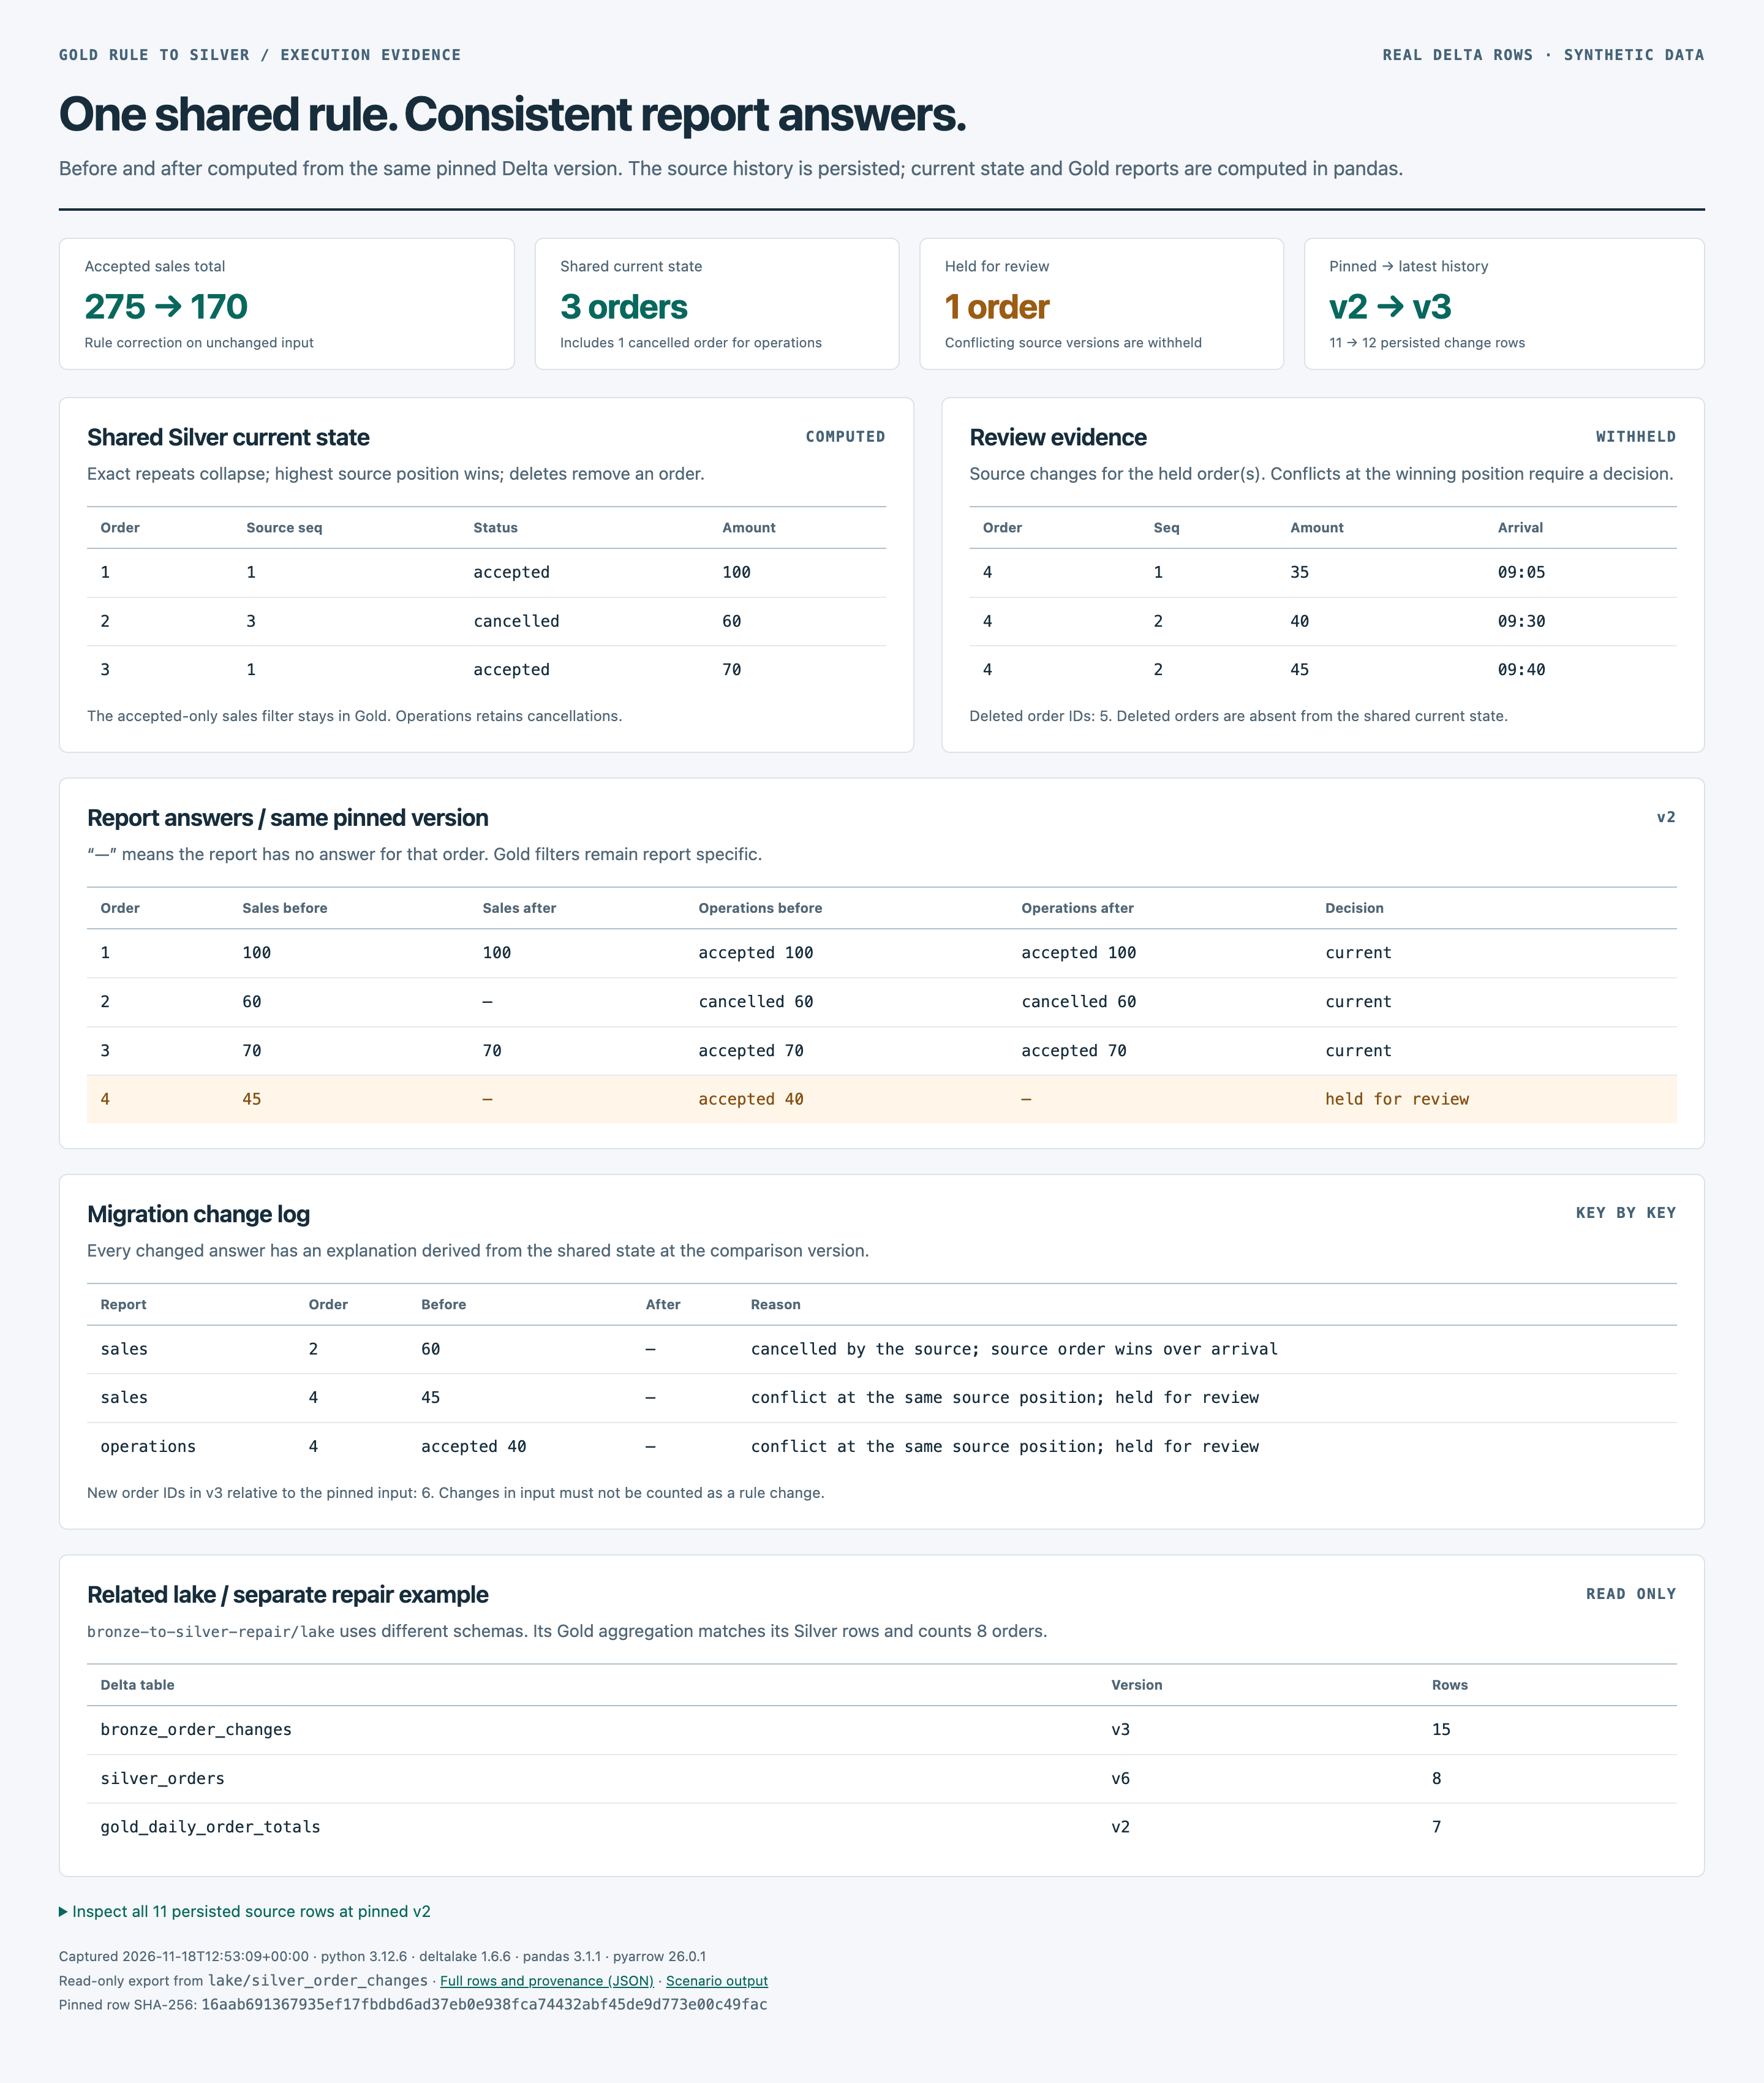 GOLD RULE TO SILVER / EXECUTION EVIDENCE
REAL DELTA ROWS · SYNTHETIC DATA
One shared rule. Consistent report answers.
Before and after computed from the same pinned Delta version. The source history is persisted; current state and Gold reports are computed in pandas.
Accepted sales total
275 → 170
Rule correction on unchanged input
Shared current state
3 orders
Includes 1 cancelled order for operations
Held for review
1 order
Conflicting source versions are withheld
Pinned → latest history
v2 → v3
11 → 12 persisted change rows
Shared Silver current state
COMPUTED
Exact repeats collapse; highest source position wins; deletes remove an order.
Order Source seq Status Amount
1 1 accepted 100
2 3 cancelled 60
3 1 accepted 70
The accepted-only sales filter stays in Gold. Operations retains cancellations.
Review evidence
WITHHELD
Source changes for the held order(s). Conflicts at the winning position require a decision.
Order Seq Amount Arrival
4 1 35 09:05
4 2 40 09:30
4 2 45 09:40
Deleted order IDs: 5. Deleted orders are absent from the shared current state.
Report answers / same pinned version
v2
“—” means the report has no answer for that order. Gold filters remain report specific.
Order Sales before Sales after Operations before Operations after Decision
1 100 100 accepted 100 accepted 100 current
2 60 — cancelled 60 cancelled 60 current
3 70 70 accepted 70 accepted 70 current
4 45 — accepted 40 — held for review
Migration change log
KEY BY KEY
Every changed answer has an explanation derived from the shared state at the comparison version.
Report Order Before After Reason
sales 2 60 — cancelled by the source; source order wins over arrival
sales 4 45 — conflict at the same source position; held for review
operations 4 accepted 40 — conflict at the same source position; held for review
New order IDs in v3 relative to the pinned input: 6. Changes in input must not be counted as a rule change.
Related lake / separate repair example
READ ONLY
bronze-to-silver-repair/lake uses different schemas. Its Gold aggregation matches its Silver rows and counts 8 orders.
Delta table Version Rows
bronze_order_changes v3 15
silver_orders v6 8
gold_daily_order_totals v2 7
▶ Inspect all 11 persisted source rows at pinned v2
Captured 2026-11-18T12:53:09+00:00 · python 3.12.6 · deltalake 1.6.6 · pandas 3.1.1 · pyarrow 26.0.1
Read-only export from lake/silver_order_changes · Full rows and provenance (JSON) · Scenario output
Pinned row SHA-256: 16aab691367935ef17fbdbd6ad37eb0e938fca74432abf45de9d773e00c49fac